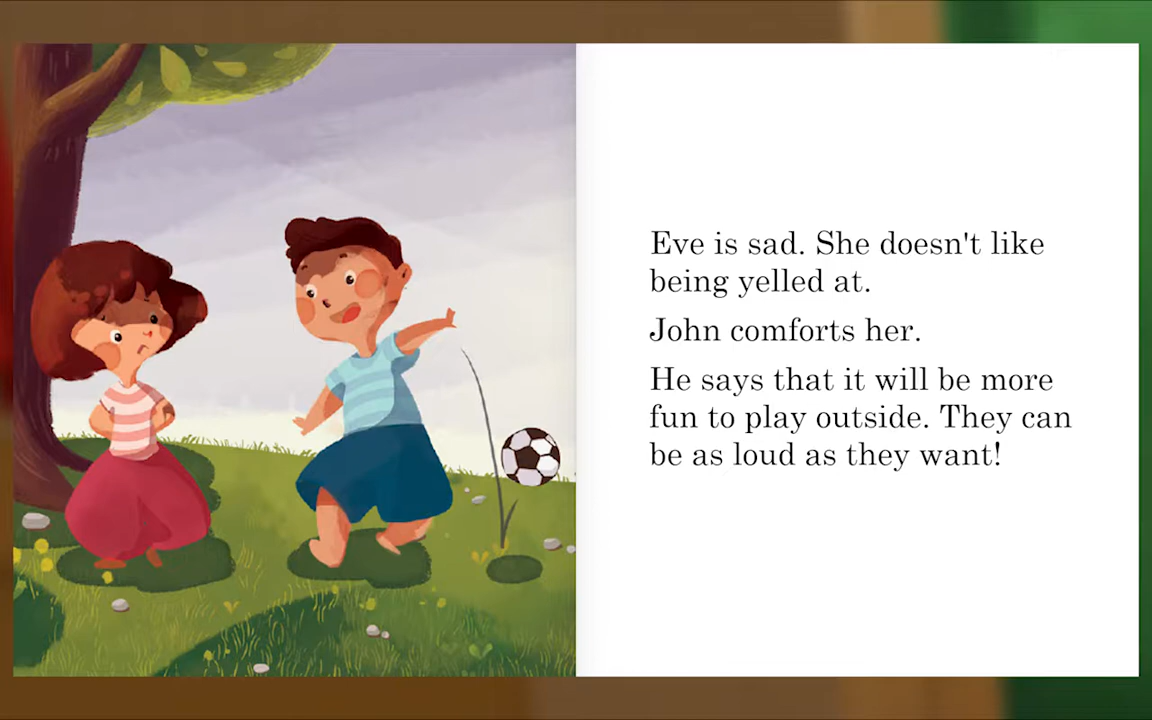 Eve is sad. She doesn't like
being yelled at.
John comforts her.
He says that it will be more
fun to play outside. They can
be as loud as they want!